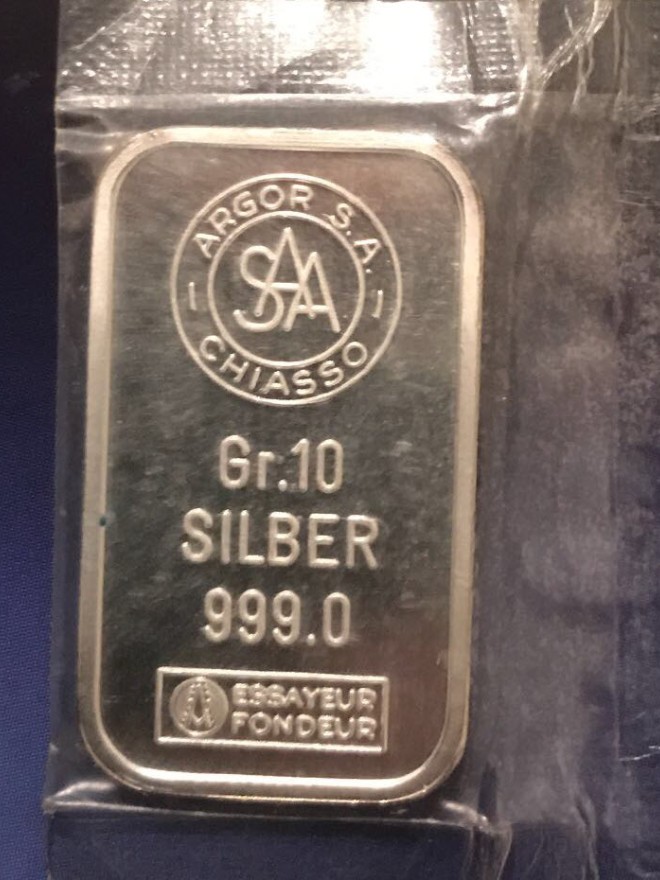 ARGOR S.A.
SAA
CHIASSO
Gr.10
SILBER
999.0
ESSAYEUR
FONDEUR